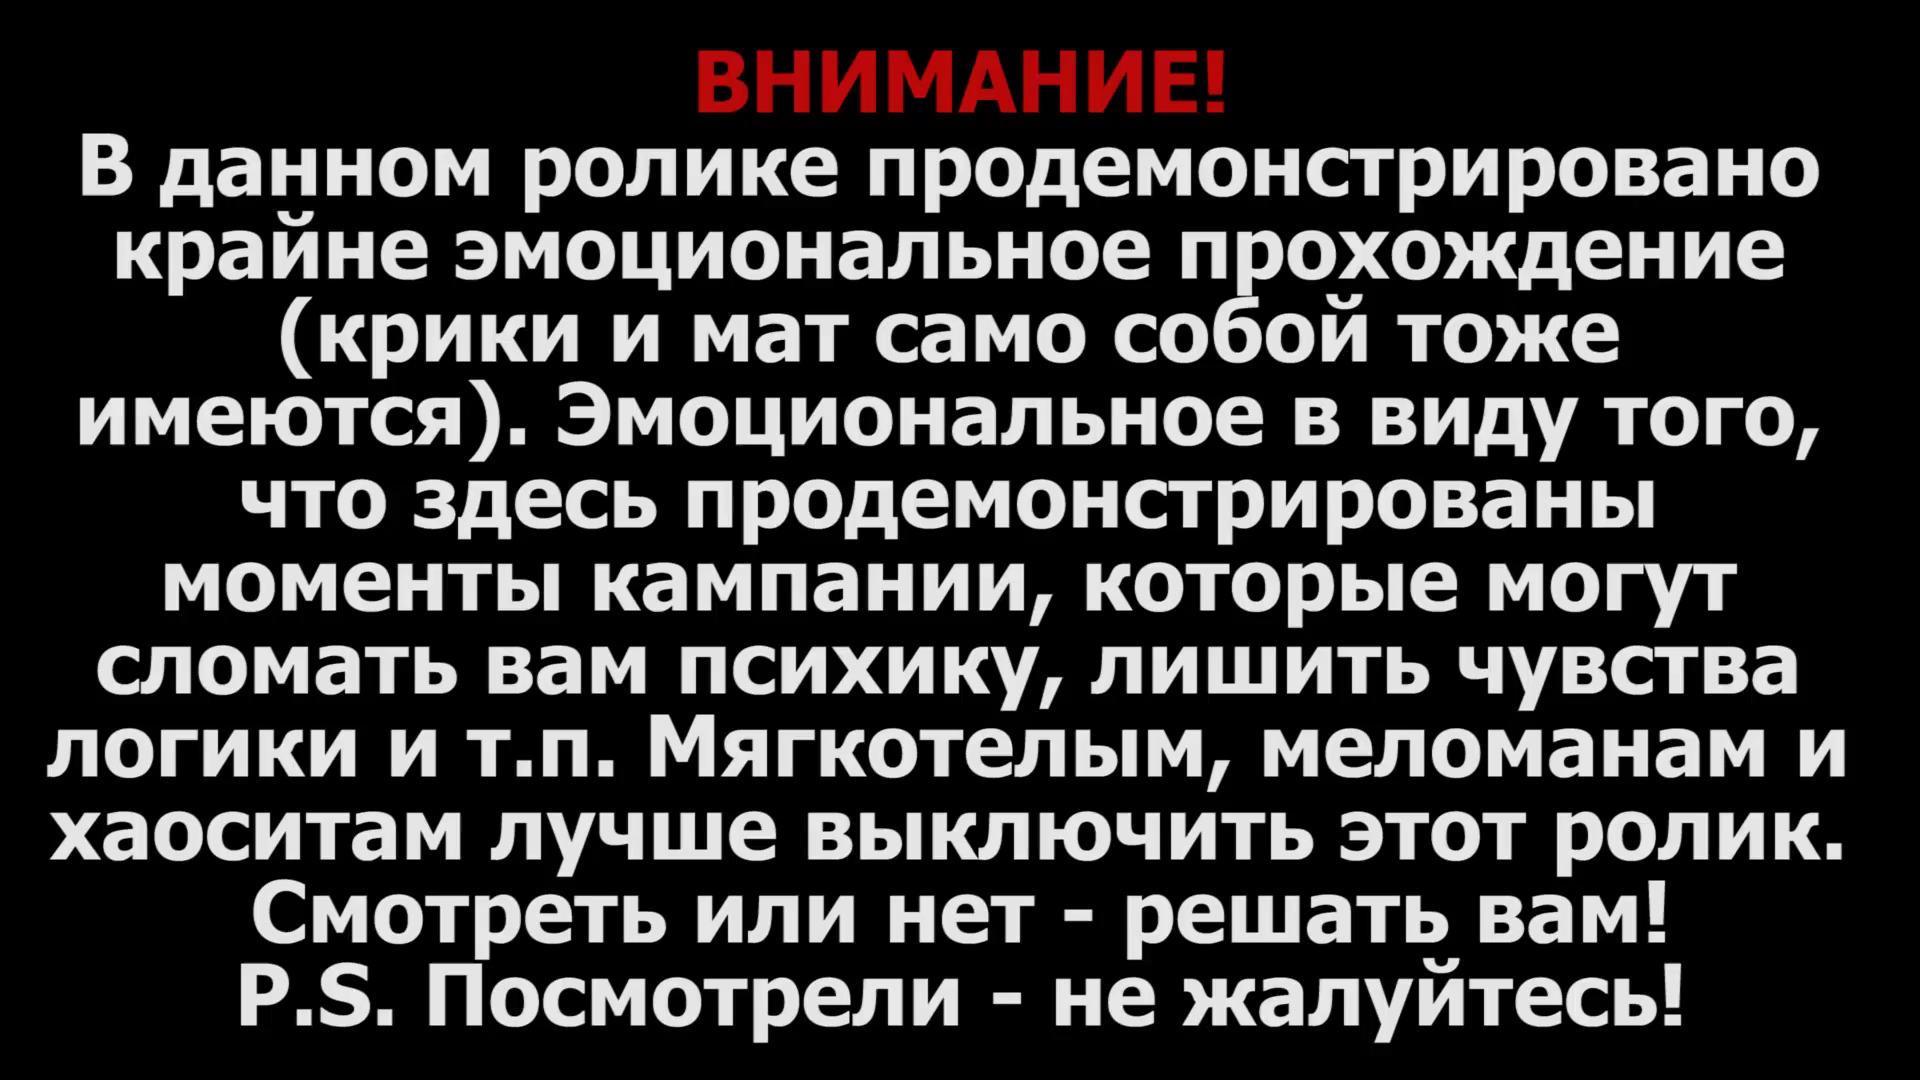 ВНИМАНИЕ!
В данном ролике продемонстрировано
крайне эмоциональное прохождение
(крики и мат само собой тоже
имеются). Эмоциональное в виду того,
что здесь продемонстрированы
моменты кампании, которые могут
сломать вам психику, лишить чувства
логики и т.п. Мягкотелым, меломанам и
хаоситам лучше выключить этот ролик.
Смотреть или нет - решать вам!
P.S. Посмотрели - не жалуйтесь!